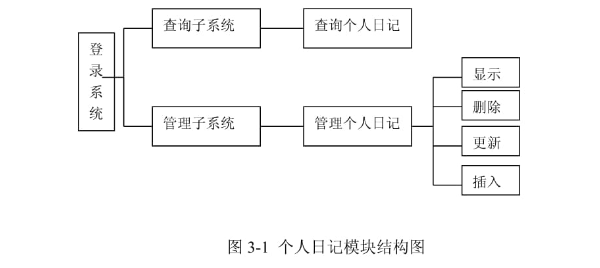 登录系统
查询子系统
查询个人日记
管理子系统
管理个人日记
显示
删除
更新
插入
图 3-1 个人日记模块结构图